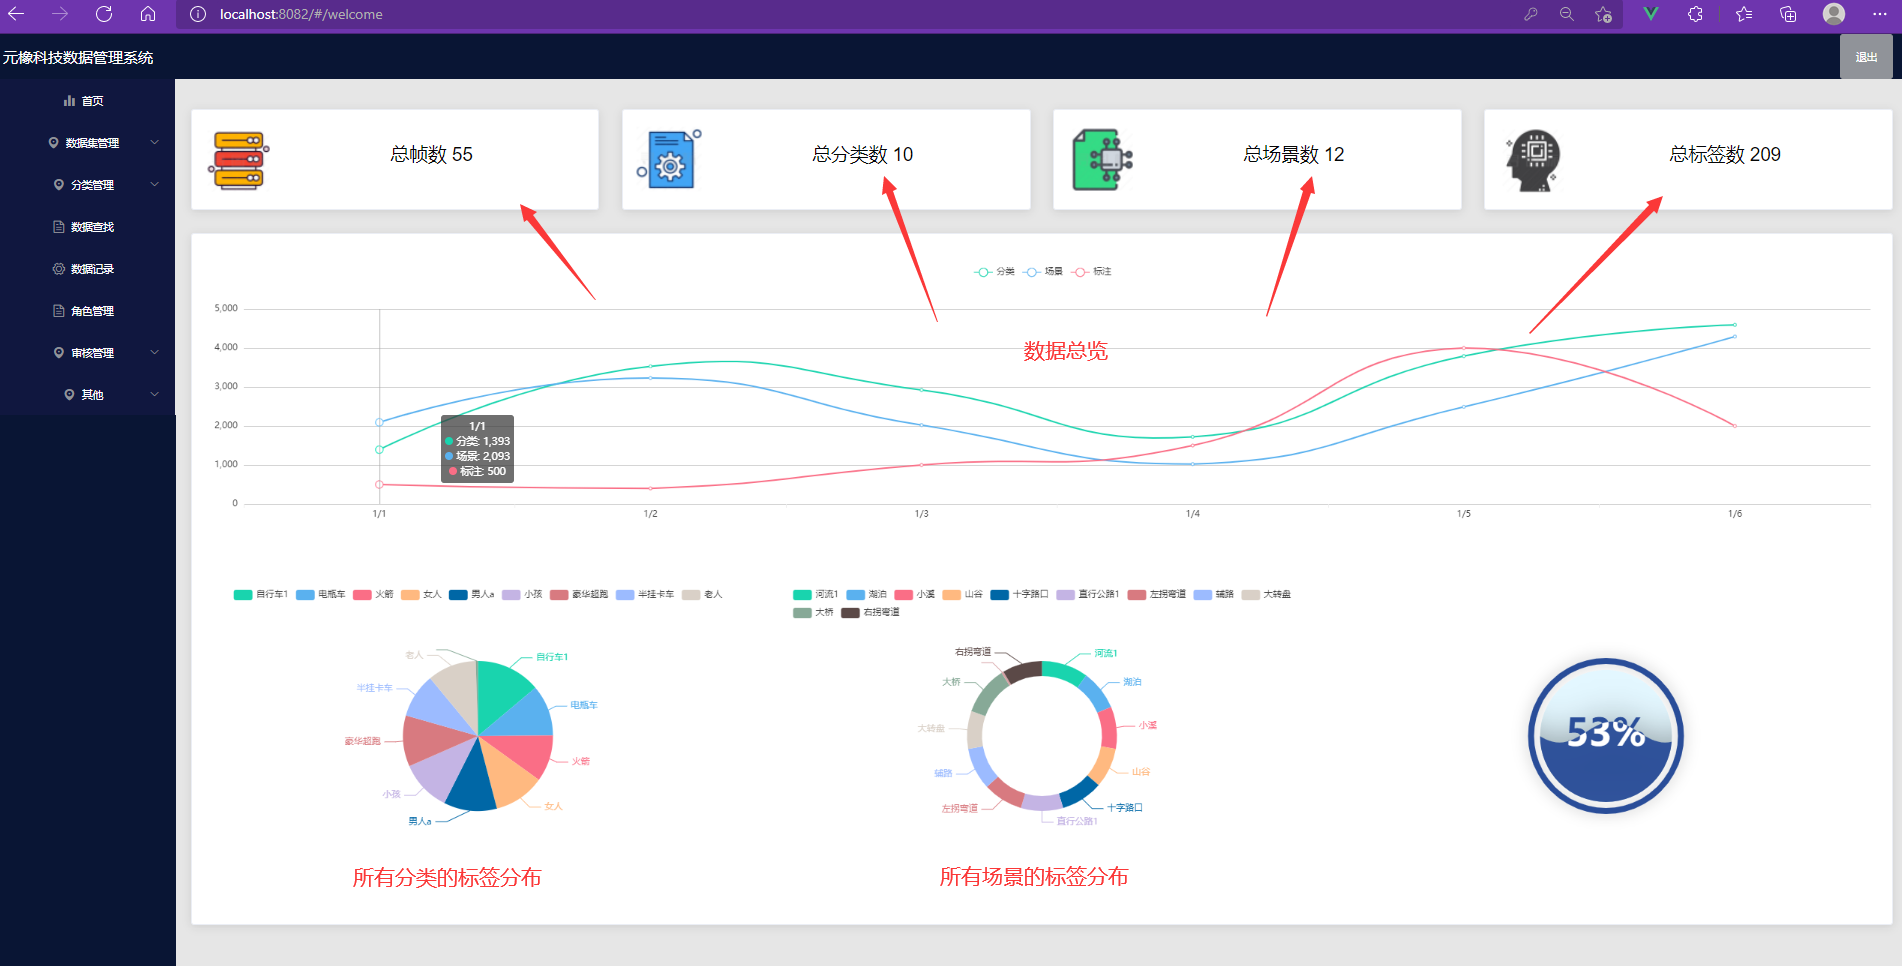 localhost:8082/#/welcome
元橡科技数据管理系统
退出
首页
数据集管理
分类管理
数据查找
数据记录
角色管理
审核管理
其他
总帧数 55
总分类数 10
总场景数 12
总标签数 209
分类 场景 标注
5,000
4,000
3,000
2,000
1,000
0
数据总览
1/1
分类: 1,393
场景: 2,093
标注: 500
1/1 1/2 1/3 1/4 1/5 1/6
自行车1 电瓶车 火箭 女人 男人a 小孩 豪华超跑 半挂卡车 老人
河流1 湖泊 小溪 山谷 十字路口 直行公路1 左拐弯道 辅路 大转盘
大桥 右拐弯道
老人
自行车1
半挂卡车
电瓶车
豪华超跑
火箭
小孩
女人
男人a
右拐弯道
河流1
大桥
湖泊
大转盘
小溪
辅路
山谷
左拐弯道
十字路口
直行公路1
53%
所有分类的标签分布
所有场景的标签分布